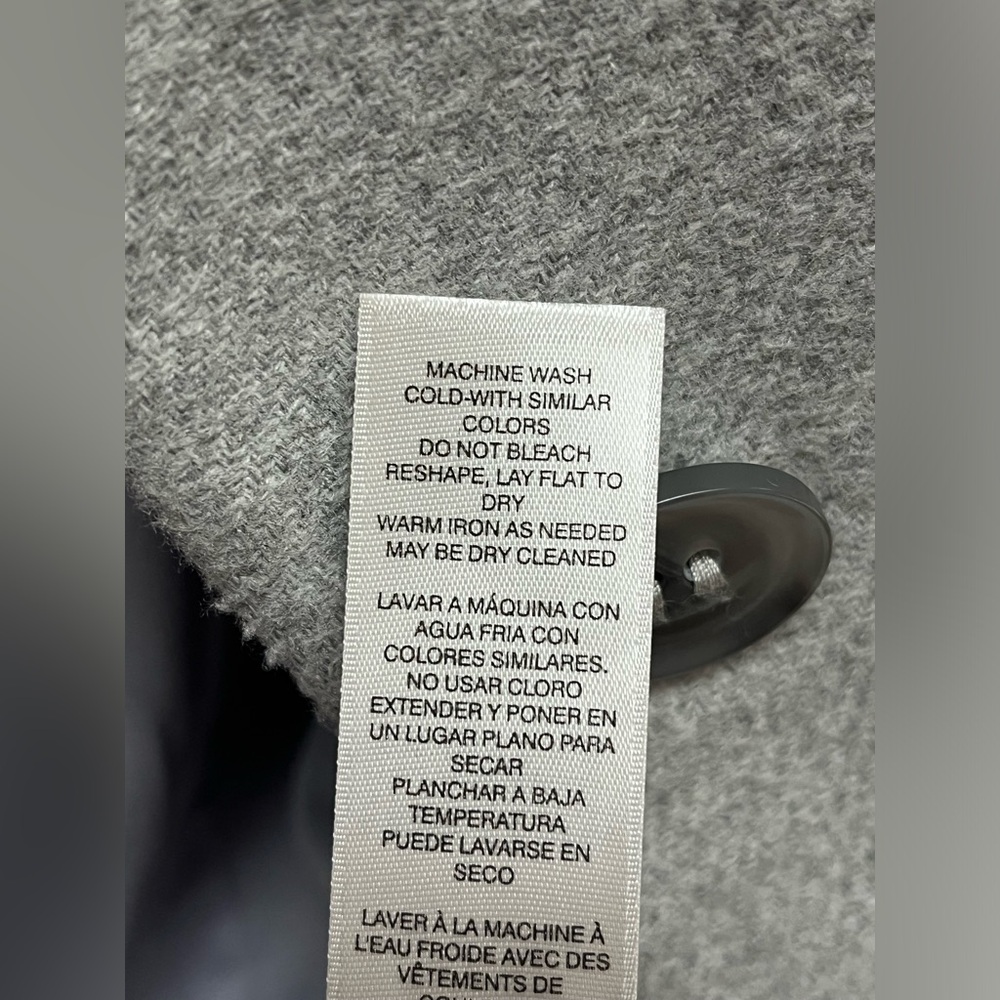 MACHINE WASH
COLD-WITH SIMILAR
COLORS
DO NOT BLEACH
RESHAPE, LAY FLAT TO
DRY
WARM IRON AS NEEDED
MAY BE DRY CLEANED
LAVAR A MÁQUINA CON
AGUA FRIA CON
COLORES SIMILARES.
NO USAR CLORO
EXTENDER Y PONER EN
UN LUGAR PLANO PARA
SECAR
PLANCHAR A BAJA
TEMPERATURA
PUEDE LAVARSE EN
SECO
LAVER À LA MACHINE À
L'EAU FROIDE AVEC DES
VÊTEMENTS DE